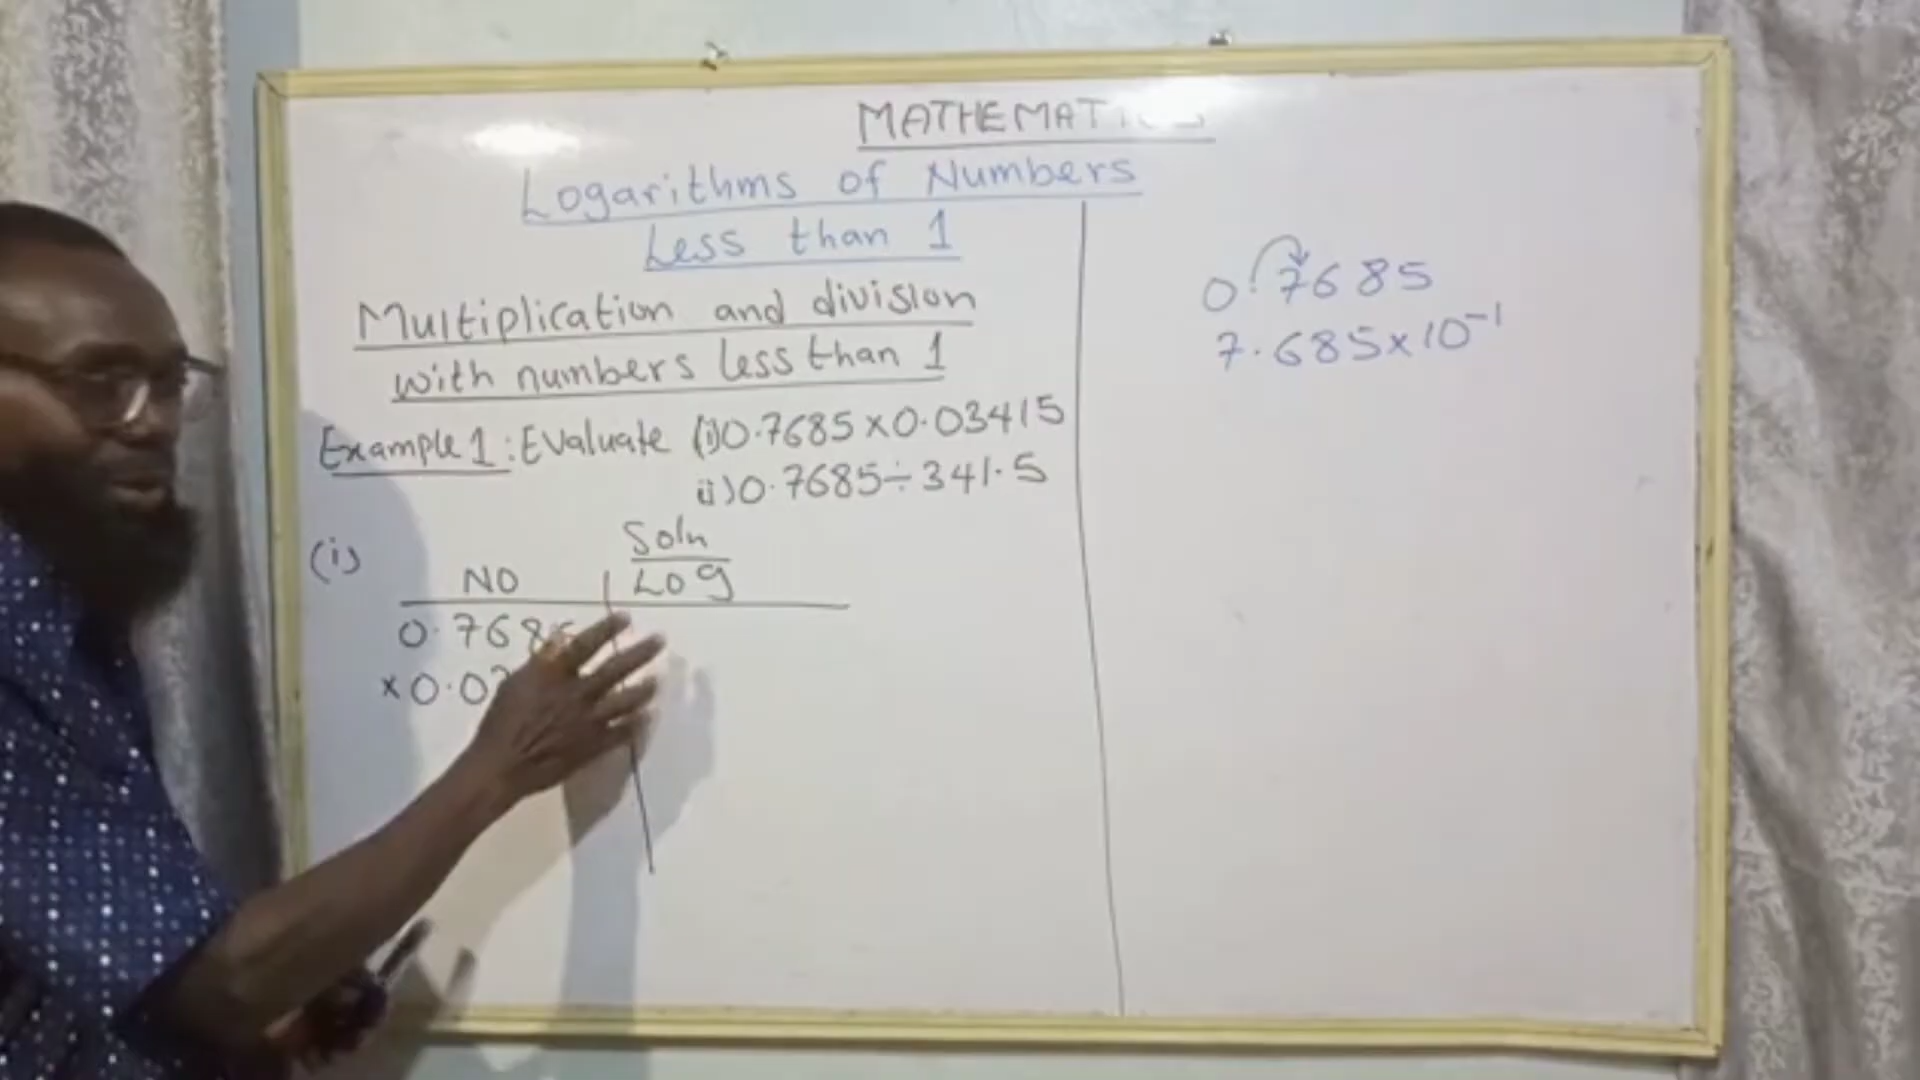 MATHEMATICS
Logarithms of Numbers
Less than 1
Multiplication and division
with numbers less than 1
Example 1: Evaluate (i) 0.7685 × 0.03415
ii) 0.7685 ÷ 341.5
(i)
Soln
NO Log
0.7685
× 0.03
0.7685
7.685 × 10⁻¹